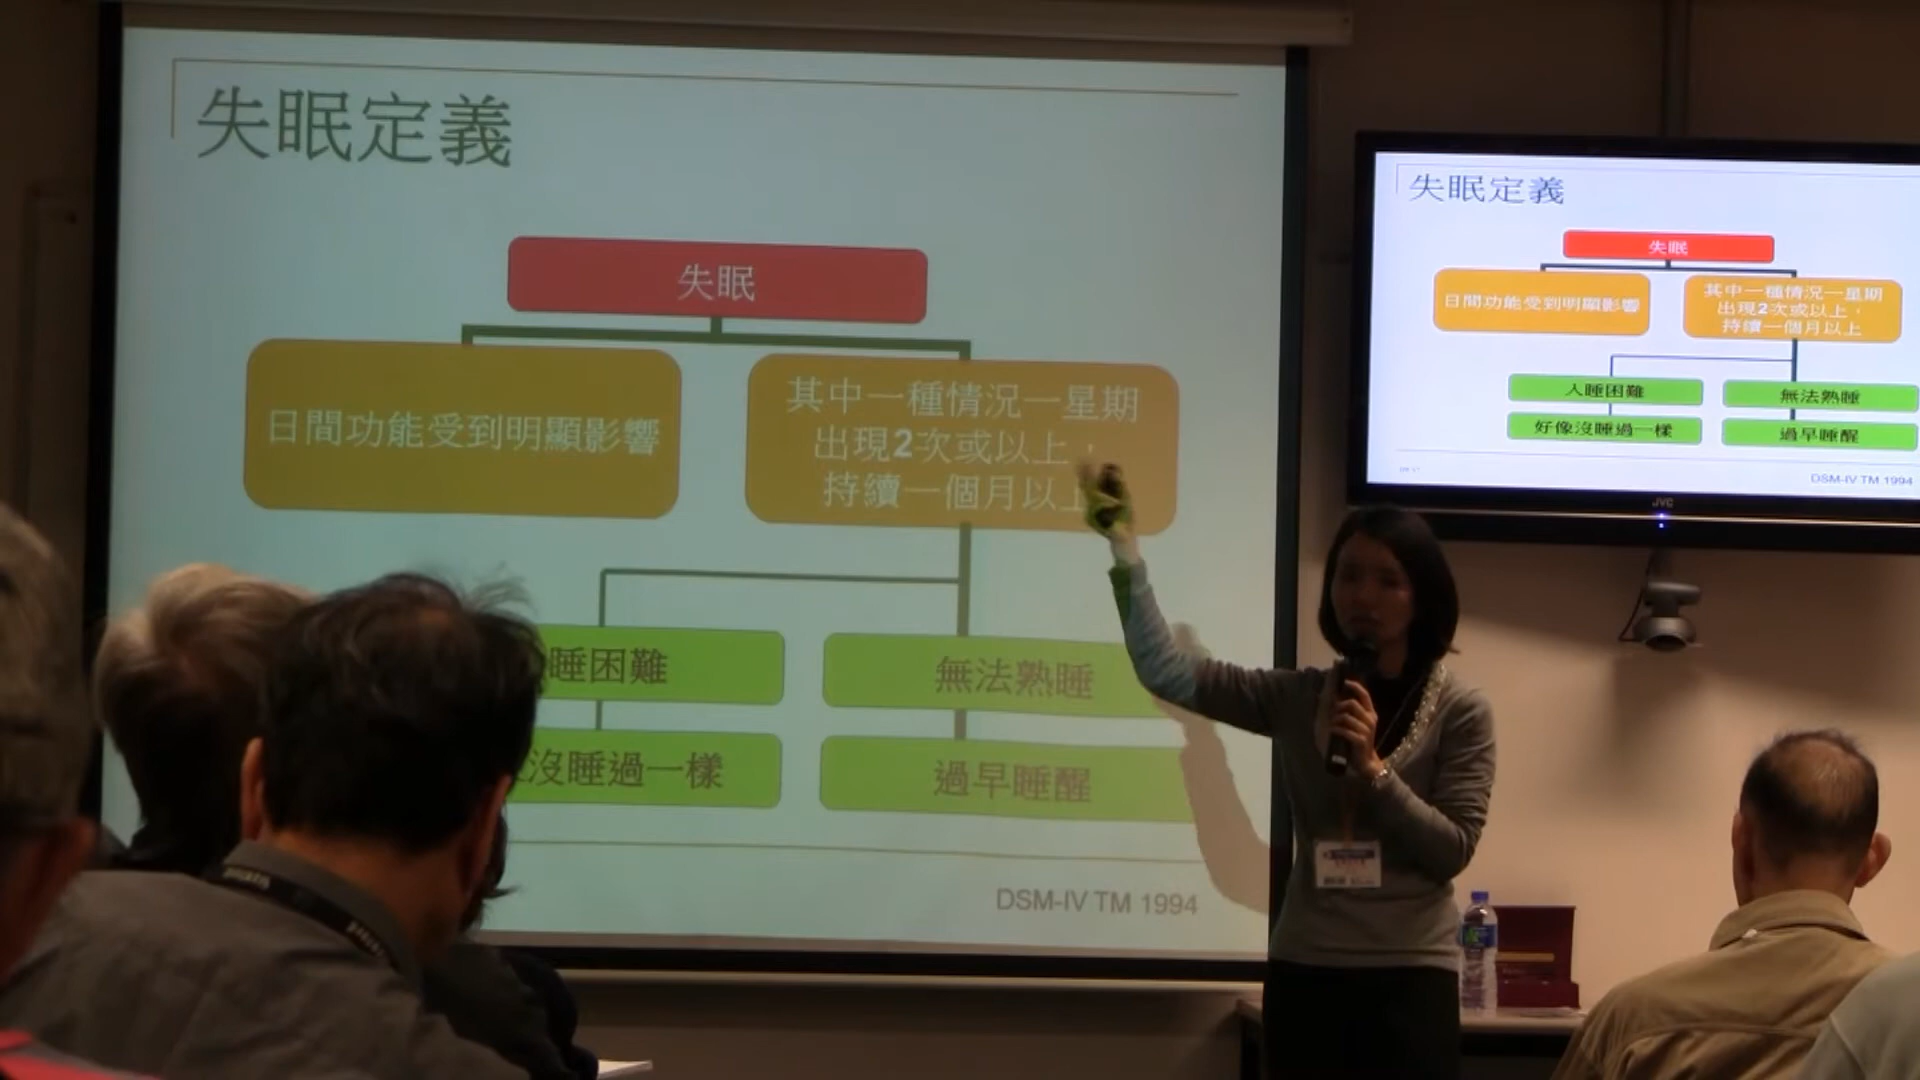 失眠定義
失眠
日間功能受到明顯影響
其中一種情況一星期
出現2次或以上，
持續一個月以上
睡困難
無法熟睡
沒睡過一樣
過早睡醒
DSM-IV TM 1994
失眠定義
失眠
日間功能受到明顯影響
其中一種情況一星期
出現2次或以上，
持續一個月以上
入睡困難
無法熟睡
好像沒睡過一樣
過早睡醒
DSM-IV TM 1994
JVC